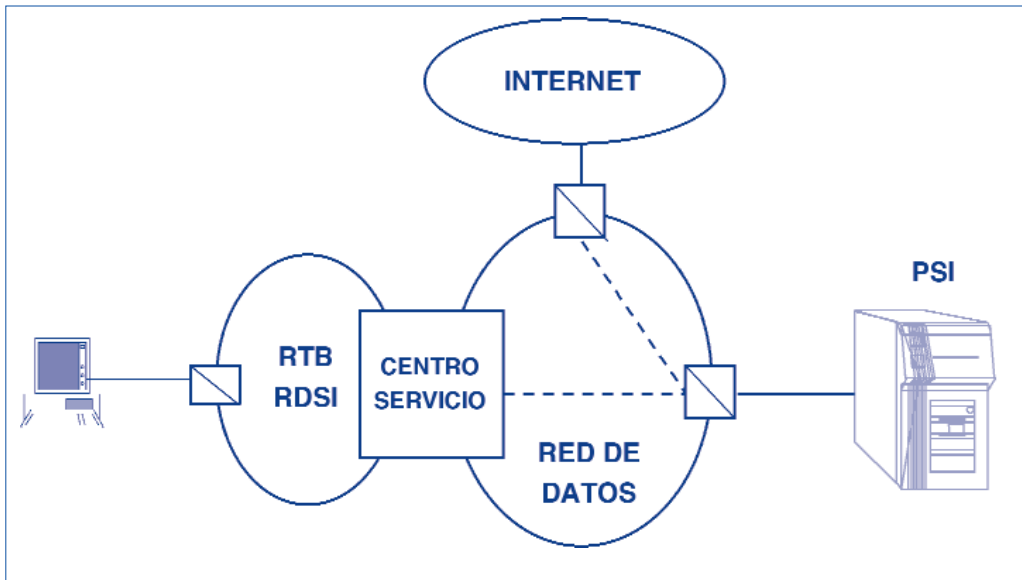 INTERNET
PSI
RTB
RDSI
CENTRO
SERVICIO
RED DE
DATOS